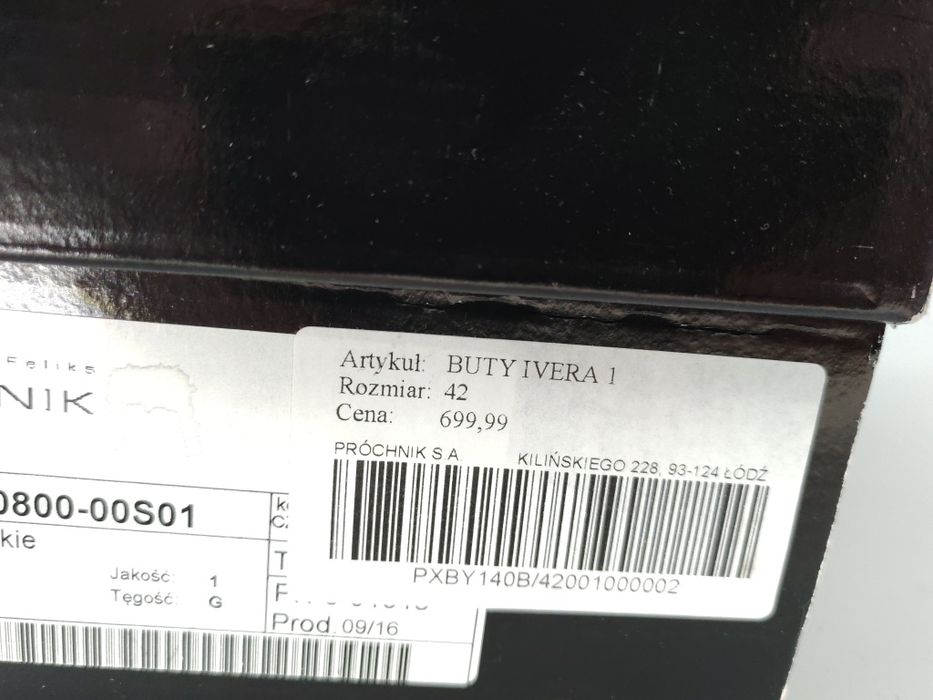 Feliks
NIK
Artykuł: BUTY IVERA 1
Rozmiar: 42
Cena: 699,99
PRÓCHNIK S.A. KILIŃSKIEGO 228, 93-124 ŁÓDŹ
PXBY140B/42001000002
0800-00S01
kie
Jakość: 1
Tęgość: G
Prod. 09/16